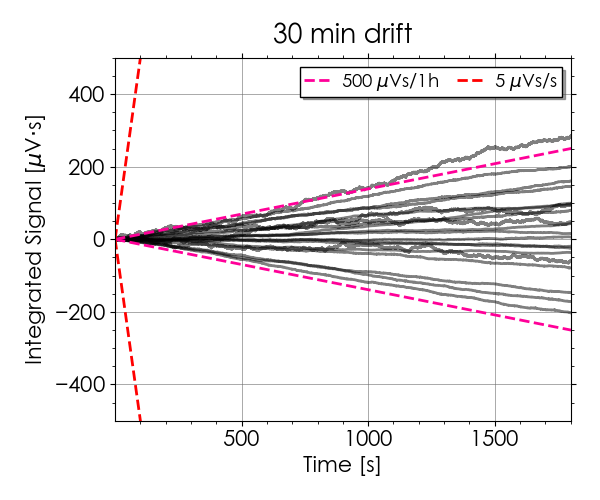 30 min drift
500 μVs/1h
5 μVs/s
Integrated Signal [μV·s]
400
200
0
−200
−400
500
1000
1500
Time [s]